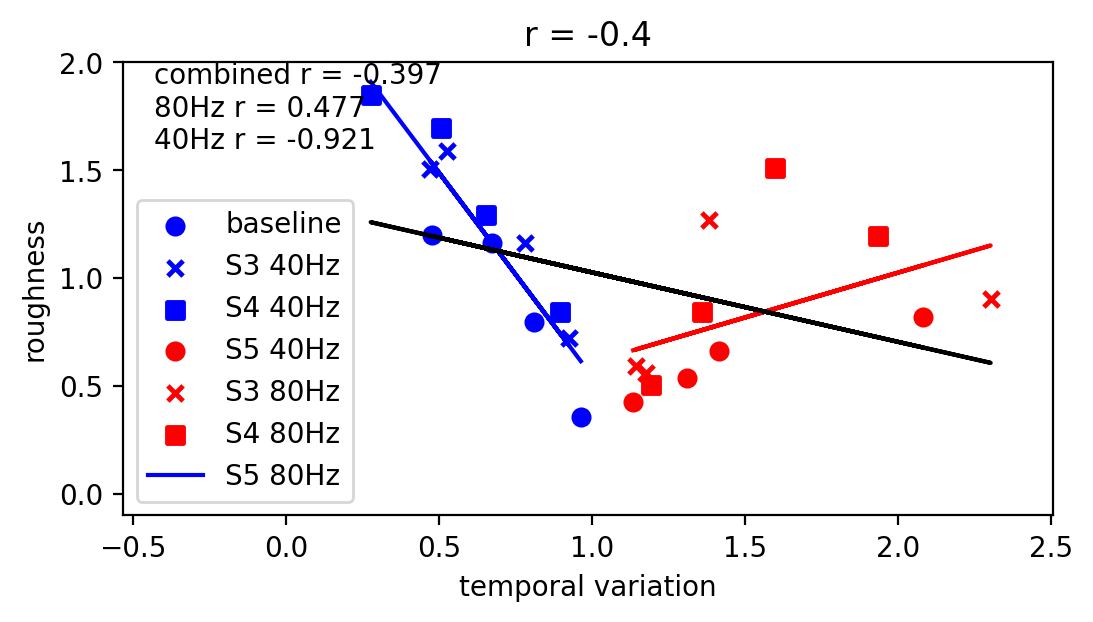 r = -0.4
combined r = -0.397
80Hz r = 0.477
40Hz r = -0.921
2.0
1.5
1.0
0.5
0.0
roughness
baseline
S3 40Hz
S4 40Hz
S5 40Hz
S3 80Hz
S4 80Hz
S5 80Hz
−0.5 0.0 0.5 1.0 1.5 2.0 2.5
temporal variation